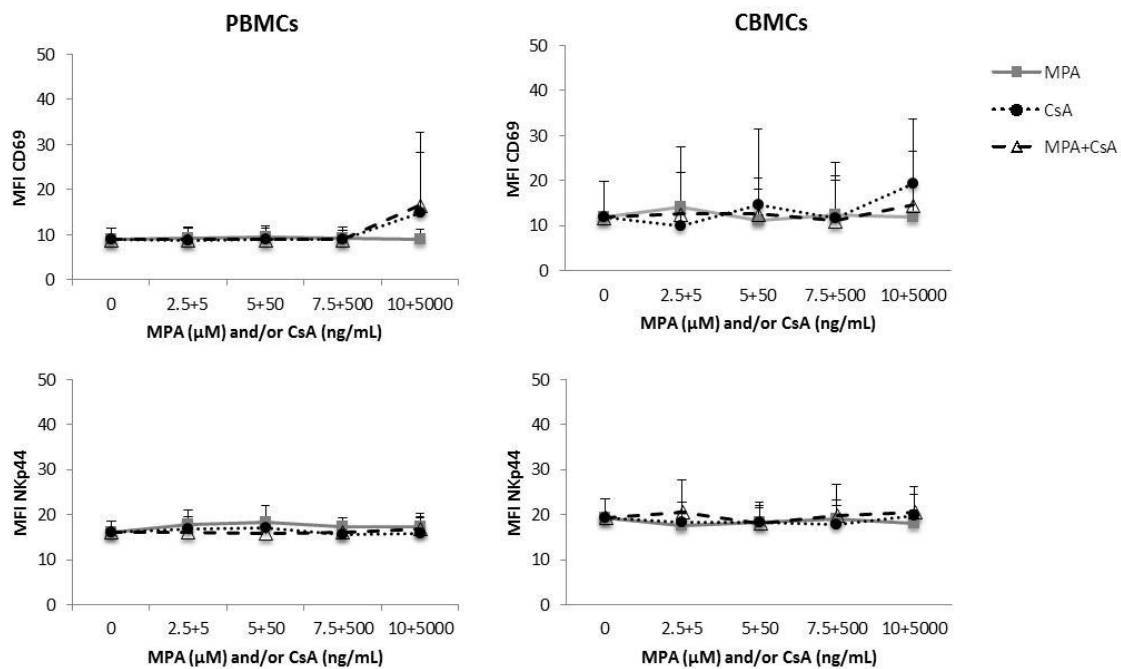 PBMCs
50
40
30
20
10
0
MFI CD69
0 2.5+5 5+50 7.5+500 10+5000
MPA (µM) and/or CsA (ng/mL)
CBMCs
50
40
30
20
10
0
MFI CD69
0 2.5+5 5+50 7.5+500 10+5000
MPA (µM) and/or CsA (ng/mL)
MPA
CsA
MPA+CsA
50
40
30
20
10
0
MFI NKp44
0 2.5+5 5+50 7.5+500 10+5000
MPA (µM) and/or CsA (ng/mL)
50
40
30
20
10
0
MFI NKp44
0 2.5+5 5+50 7.5+500 10+5000
MPA (µM) and/or CsA (ng/mL)